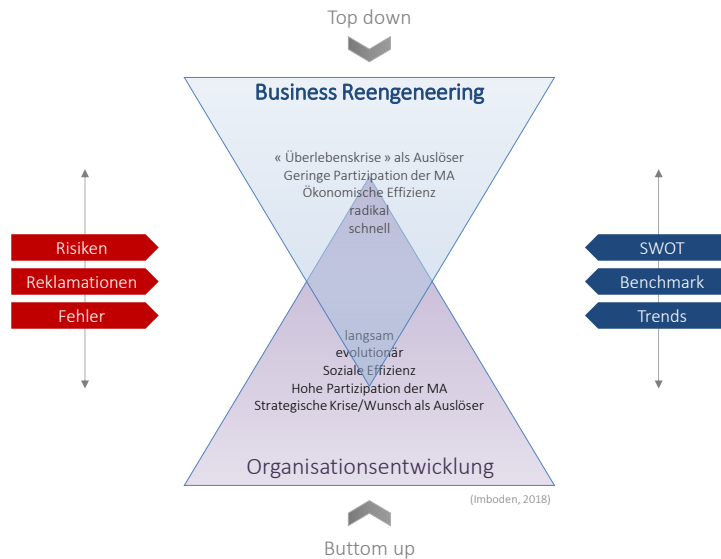 Top down
Business Reengeneering
« Überlebenskrise » als Auslöser
Geringe Partizipation der MA
Ökonomische Effizienz
radikal
schnell
Risiken
Reklamationen
Fehler
SWOT
Benchmark
Trends
langsam
evolutionär
Soziale Effizienz
Hohe Partizipation der MA
Strategische Krise/Wunsch als Auslöser
Organisationsentwicklung
(Imboden, 2018)
Buttom up